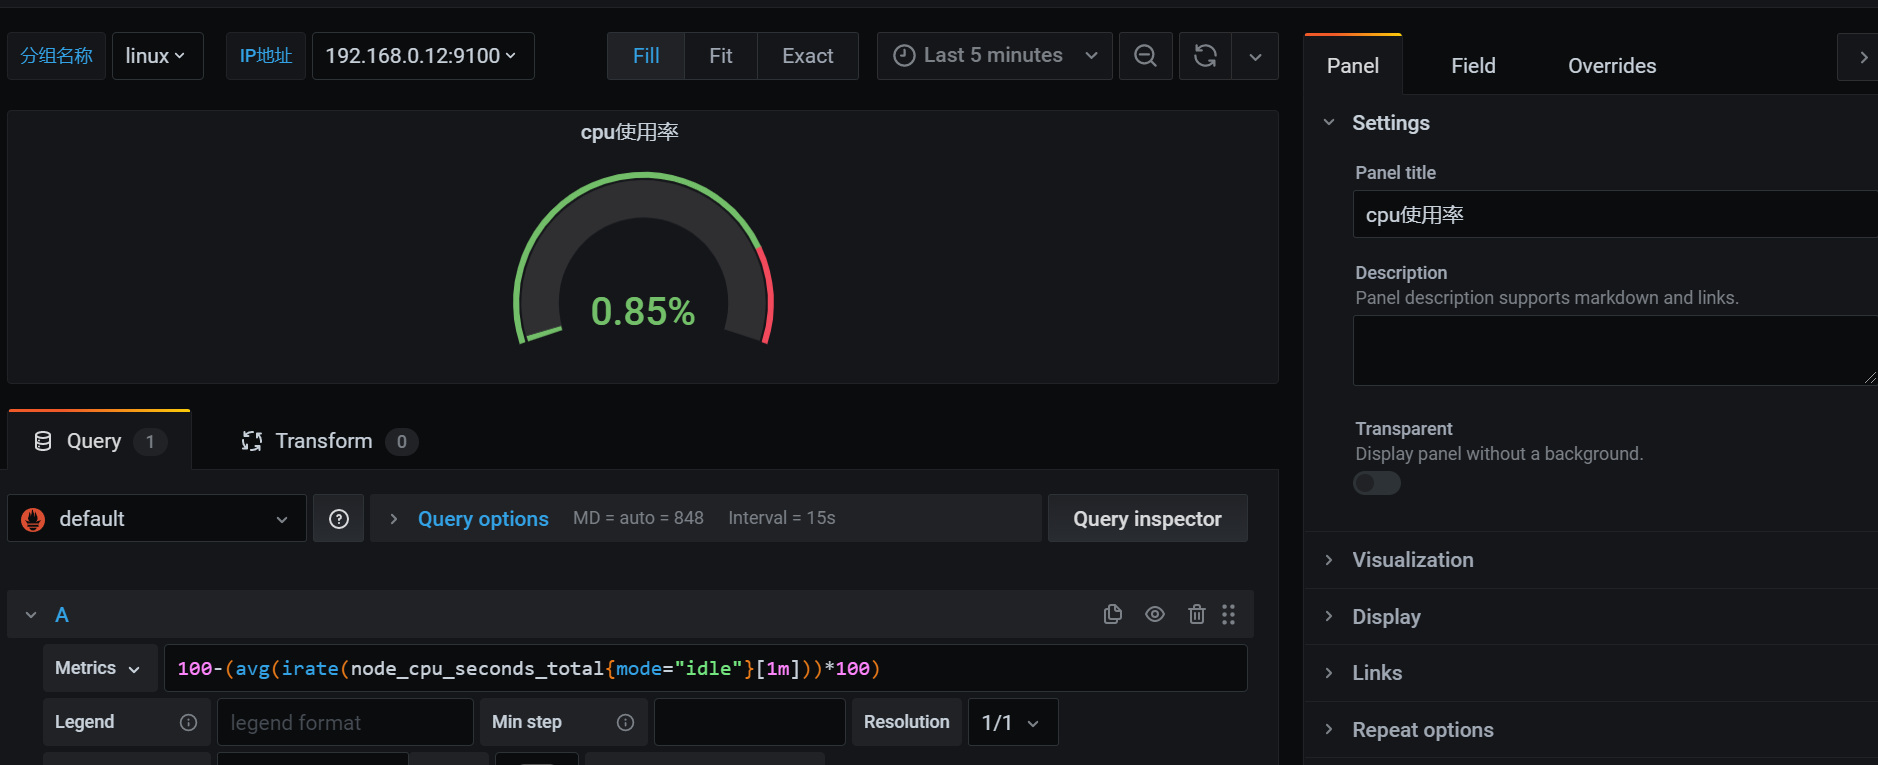 分组名称 linux IP地址 192.168.0.12:9100 Fill Fit Exact Last 5 minutes
cpu使用率
0.85%
Query 1 Transform 0
default Query options MD = auto = 848 Interval = 15s Query inspector
A
Metrics 100-(avg(irate(node_cpu_seconds_total{mode="idle"}[1m]))*100)
Legend legend format Min step Resolution 1/1
Panel Field Overrides
Settings
Panel title
cpu使用率
Description
Panel description supports markdown and links.
Transparent
Display panel without a background.
Visualization
Display
Links
Repeat options